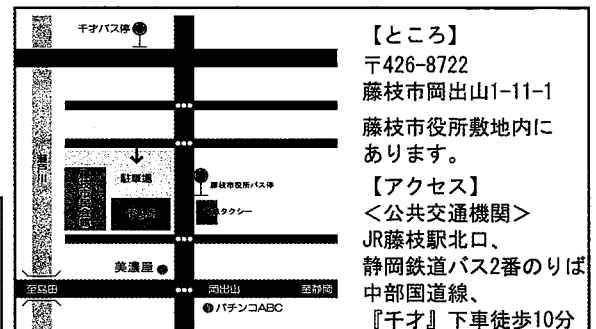 千才バス停
瀬戸川
駐車場
藤枝市役所バス停
タクシー
美濃屋
至島田
岡出山
至静岡
パチンコABC
【ところ】
〒426-8722
藤枝市岡出山1-11-1
藤枝市役所敷地内に
あります。
【アクセス】
<公共交通機関>
JR藤枝駅北口、
静岡鉄道バス2番のりば
中部国道線、
『千才』下車徒歩10分